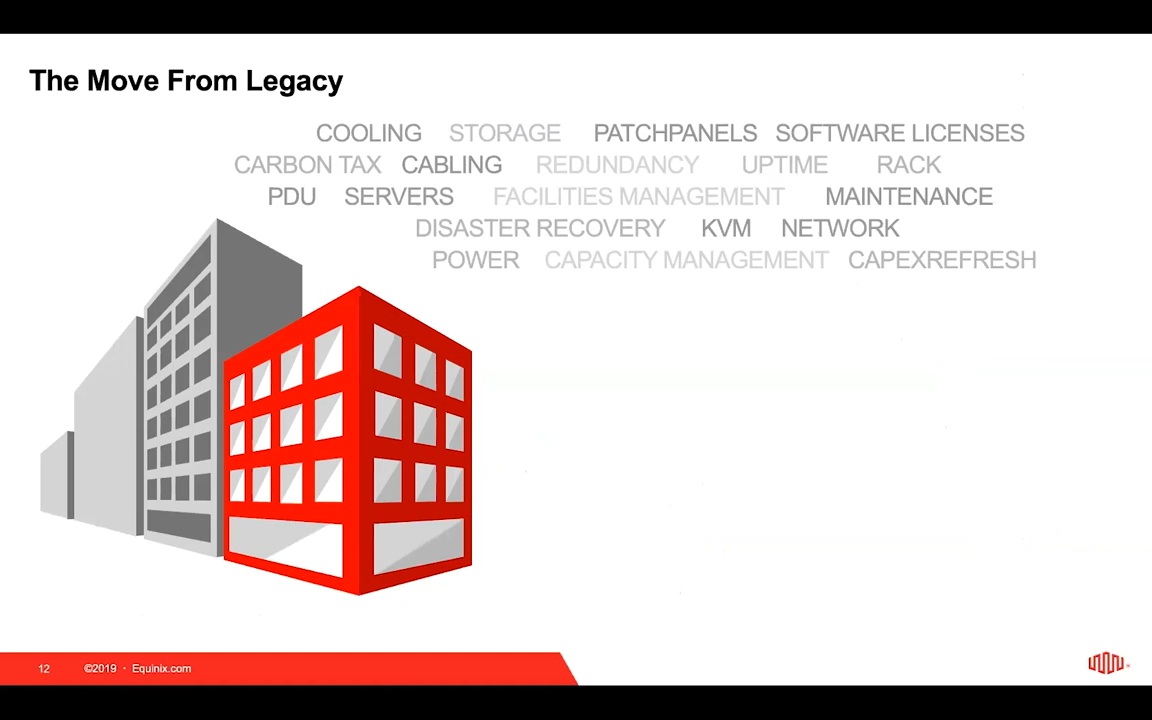 The Move From Legacy
COOLING STORAGE PATCHPANELS SOFTWARE LICENSES
CARBON TAX CABLING REDUNDANCY UPTIME RACK
PDU SERVERS FACILITIES MANAGEMENT MAINTENANCE
DISASTER RECOVERY KVM NETWORK
POWER CAPACITY MANAGEMENT CAPEXREFRESH
12 ©2019 · Equinix.com